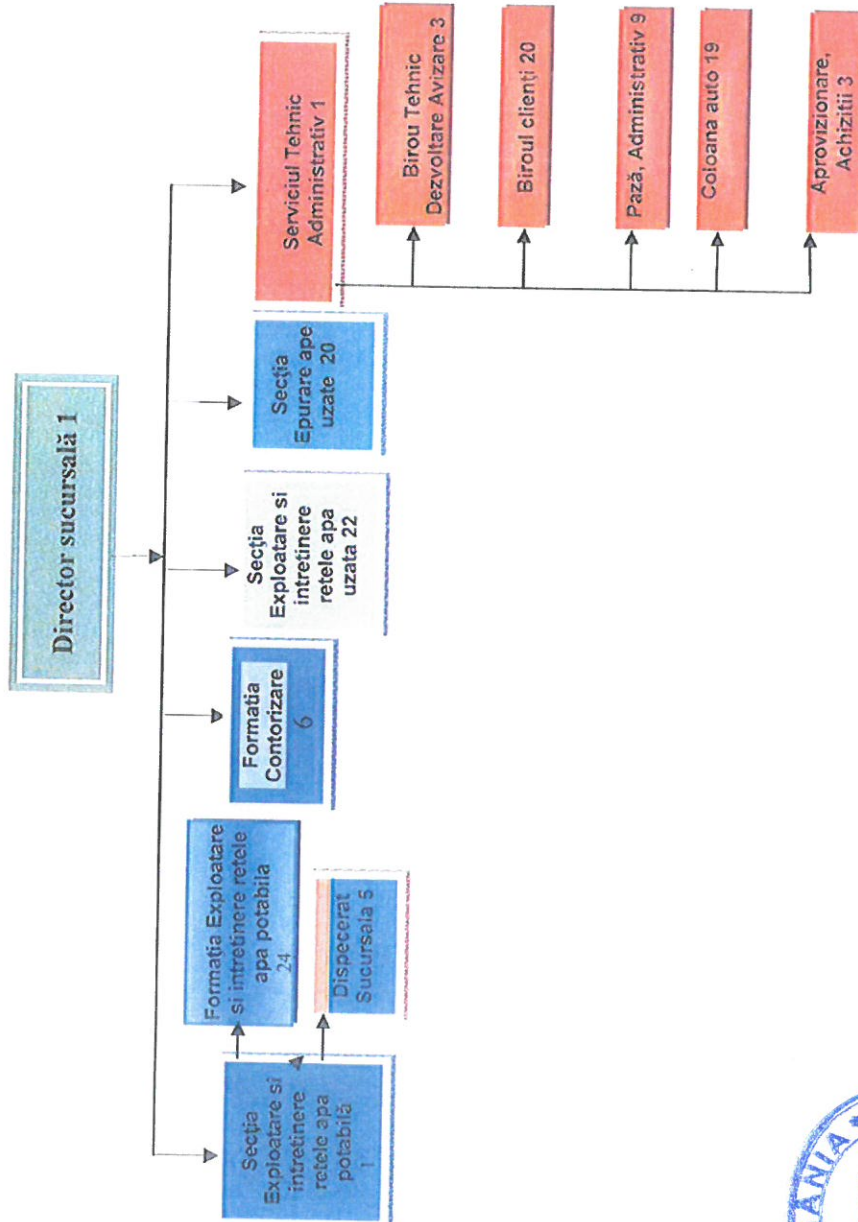 Director sucursală 1
Secția
Exploatare si
intretinere
retele apa
potabilă
1
Formația Exploatare
si intretinere retele
apa potabila
24
Dispecerat
Sucursala 5
Formatia
Contorizare
6
Secția
Exploatare si
intretinere
retele apa
uzata 22
Secția
Epurare ape
uzate 20
Serviciul Tehnic
Administrativ 1
Birou Tehnic
Dezvoltare Avizare 3
Biroul clienți 20
Pază, Administrativ 9
Coloana auto 19
Aprovizionare,
Achizitii 3
ANIA *